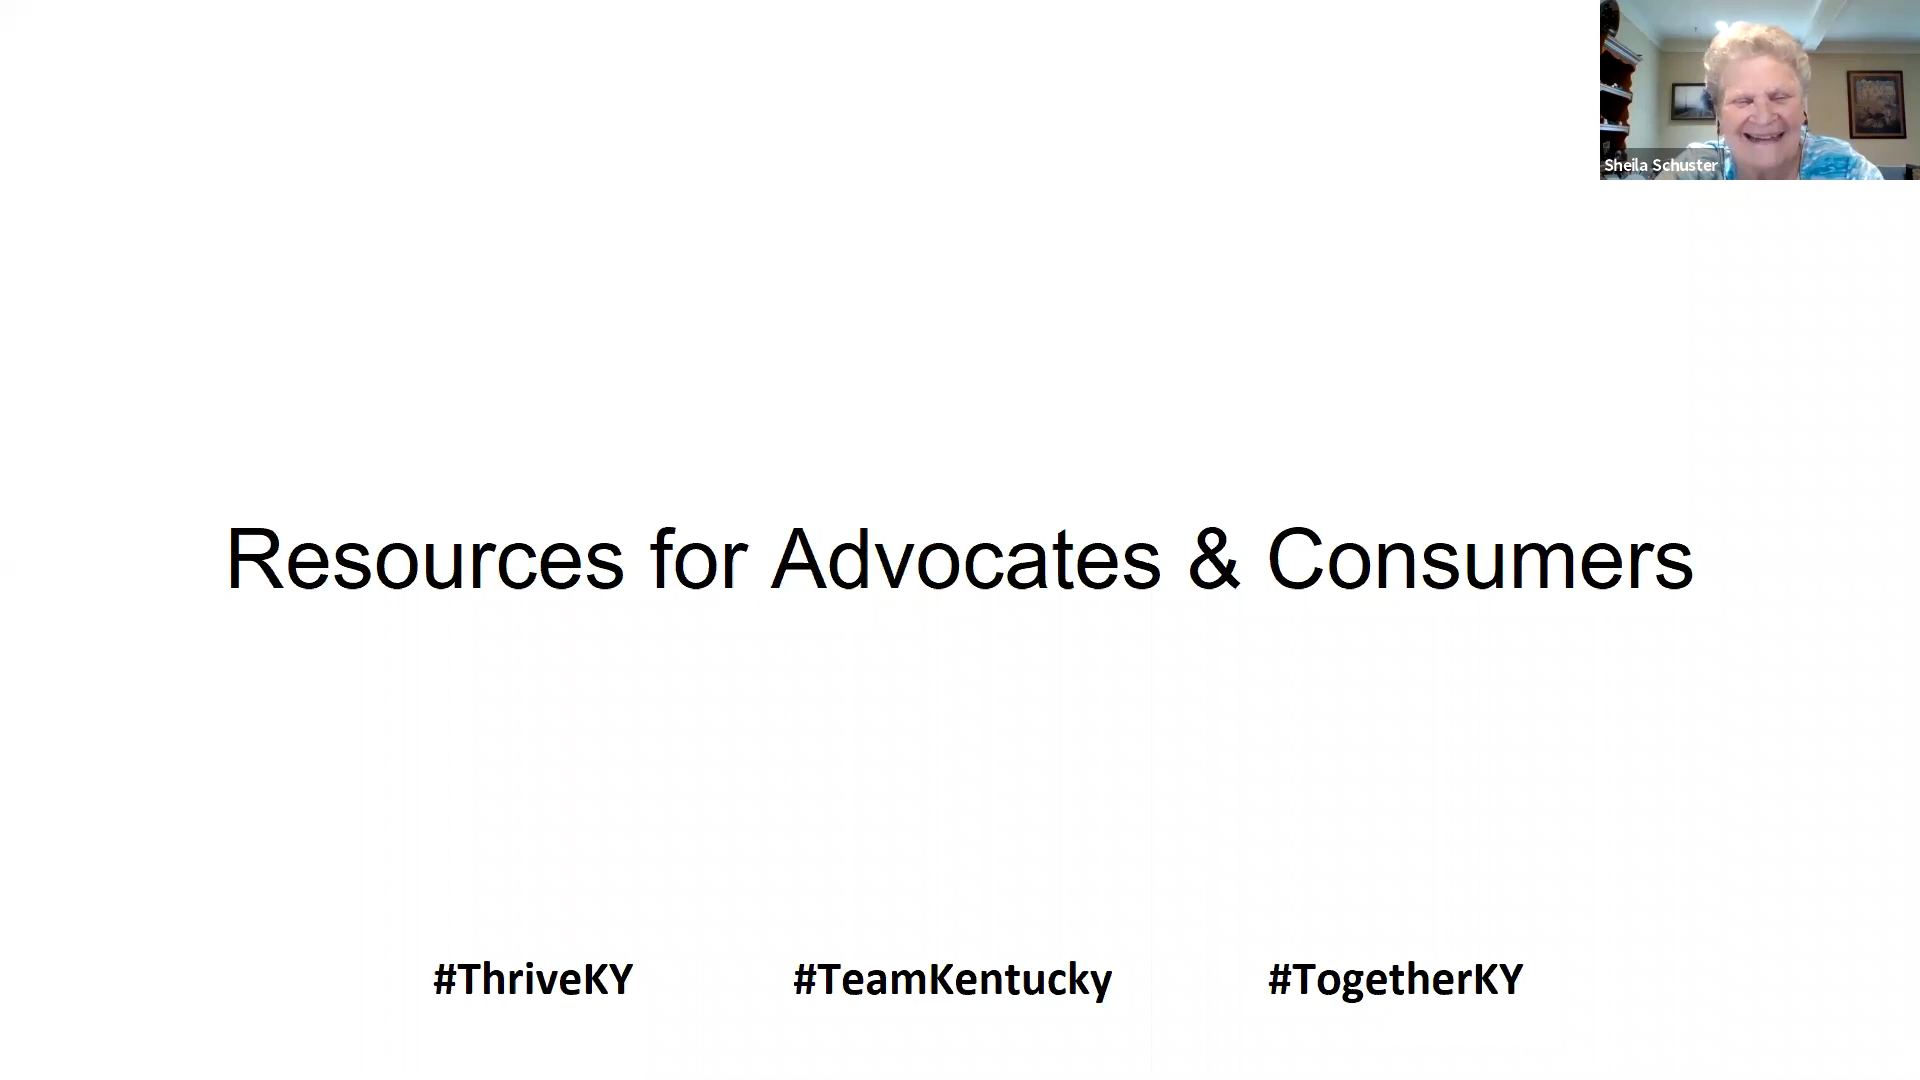 Sheila Schuster
Resources for Advocates & Consumers
#ThriveKY #TeamKentucky #TogetherKY